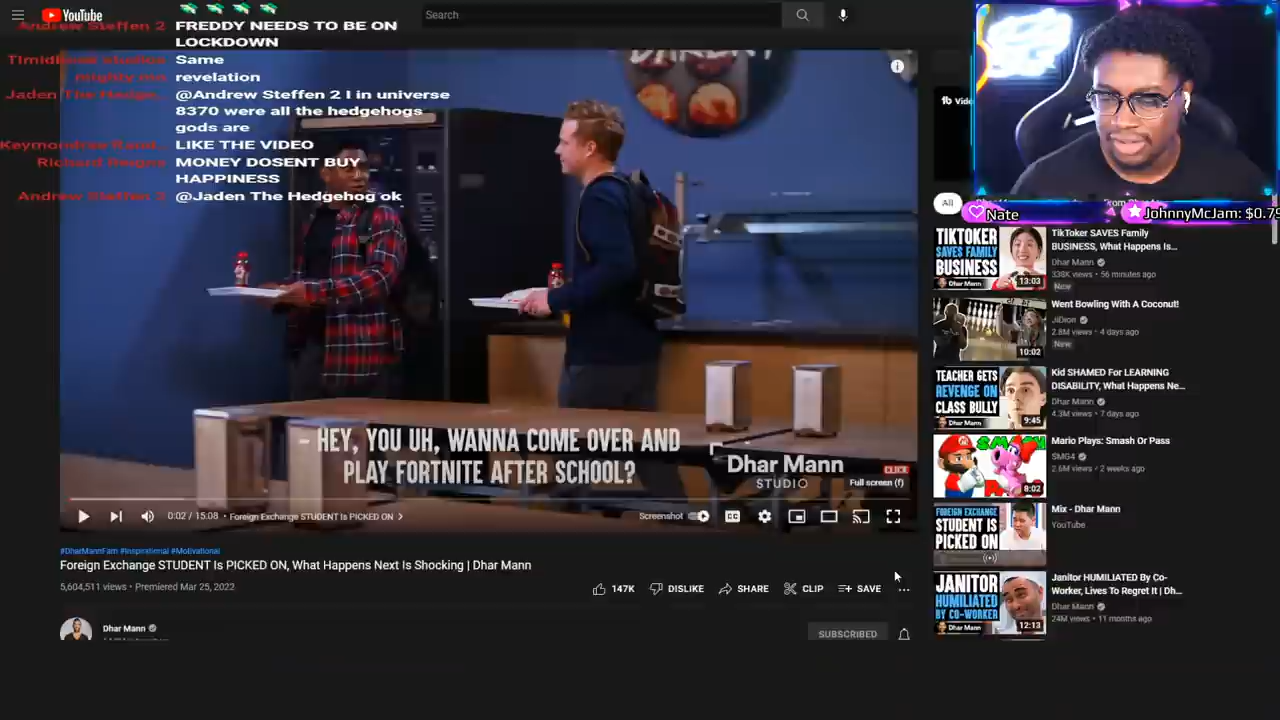 YouTube
Search
Andrew Steffen 2 FREDDY NEEDS TO BE ON
LOCKDOWN
Same
revelation
Jaden The Hedge... @Andrew Steffen 2 I in universe
8370 were all the hedgehogs
gods are
LIKE THE VIDEO
Richard Reigns MONEY DOSENT BUY
HAPPINESS
Andrew Steffen 2 @Jaden The Hedgehog ok
- HEY, YOU UH, WANNA COME OVER AND
PLAY FORTNITE AFTER SCHOOL?
Dhar Mann
STUDIO
CLICK
Full screen (f)
0:02 / 15:08 • Foreign Exchange STUDENT Is PICKED ON
Screenshot
CC
#DharMannFam #Inspirational #Motivational
Foreign Exchange STUDENT Is PICKED ON, What Happens Next Is Shocking | Dhar Mann
5,604,511 views • Premiered Mar 25, 2022
147K
DISLIKE
SHARE
CLIP
SAVE
Dhar Mann
SUBSCRIBED
All
Nate
JohnnyMcJam: $0.79
TIKTOKER
SAVES FAMILY
BUSINESS
Dhar Mann
13:03
TikToker SAVES Family
BUSINESS, What Happens Is...
Dhar Mann
338K views • 56 minutes ago
New
10:02
Went Bowling With A Coconut!
JiDion
2.8M views • 4 days ago
New
TEACHER GETS
REVENGE ON
CLASS BULLY
Dhar Mann
9:45
Kid SHAMED For LEARNING
DISABILITY, What Happens Ne...
Dhar Mann
4.3M views • 7 days ago
8:02
Mario Plays: Smash Or Pass
SMG4
2.6M views • 2 weeks ago
FOREIGN EXCHANGE
STUDENT IS
PICKED ON
Mix - Dhar Mann
YouTube
JANITOR
HUMILIATED
BY CO-WORKER
Dhar Mann
12:13
Janitor HUMILIATED By Co-
Worker, Lives To Regret It | Dh...
Dhar Mann
24M views • 11 months ago